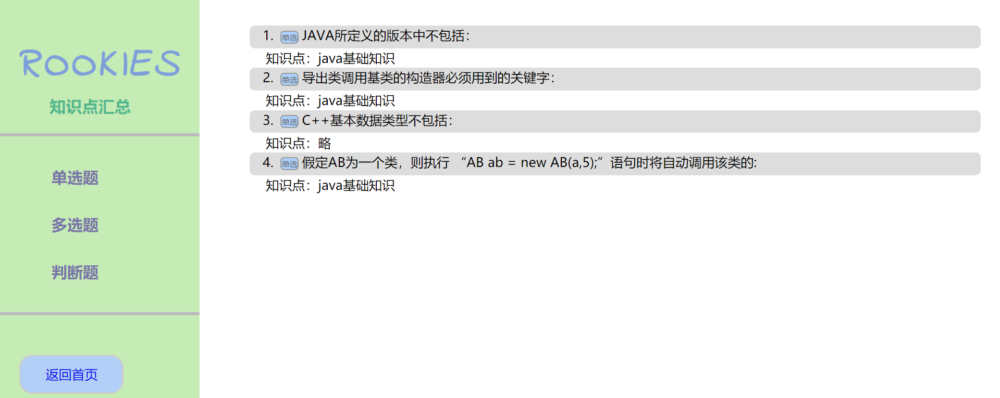 ROOKIES
知识点汇总
单选题
多选题
判断题
返回首页
1. 单选 JAVA所定义的版本中不包括：
知识点：java基础知识
2. 单选 导出类调用基类的构造器必须用到的关键字：
知识点：java基础知识
3. 单选 C++基本数据类型不包括：
知识点：略
4. 单选 假定AB为一个类，则执行 “AB ab = new AB(a,5);”语句时将自动调用该类的:
知识点：java基础知识